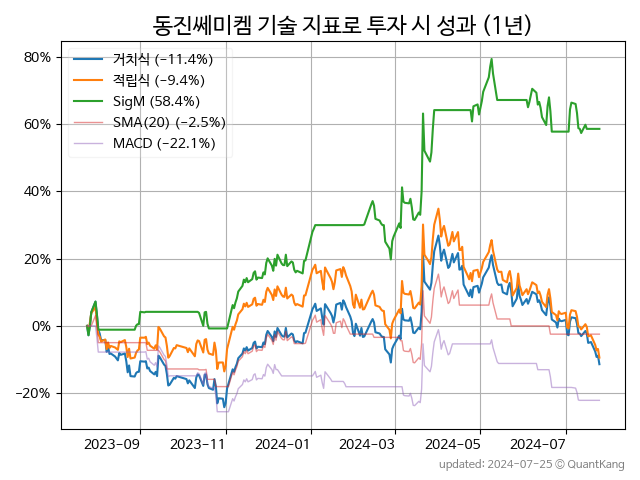 동진쎄미켐 기술 지표로 투자 시 성과 (1년)
80%
60%
40%
20%
0%
−20%
거치식 (−11.4%)
적립식 (−9.4%)
SigM (58.4%)
SMA(20) (−2.5%)
MACD (−22.1%)
2023-09 2023-11 2024-01 2024-03 2024-05 2024-07
updated: 2024-07-25 © QuantKang